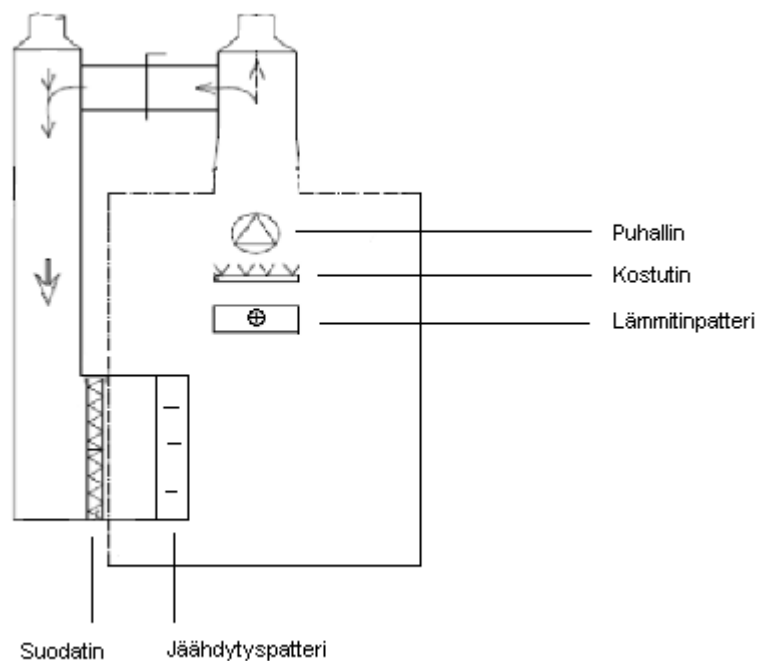 Puhallin
Kostutin
Lämmitinpatteri
Suodatin
Jäähdytyspatteri